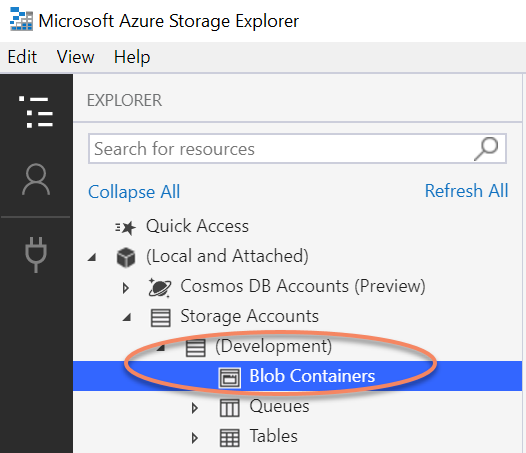 Microsoft Azure Storage Explorer
Edit View Help
EXPLORER
Search for resources
Collapse All Refresh All
Quick Access
(Local and Attached)
Cosmos DB Accounts (Preview)
Storage Accounts
(Development)
Blob Containers
Queues
Tables